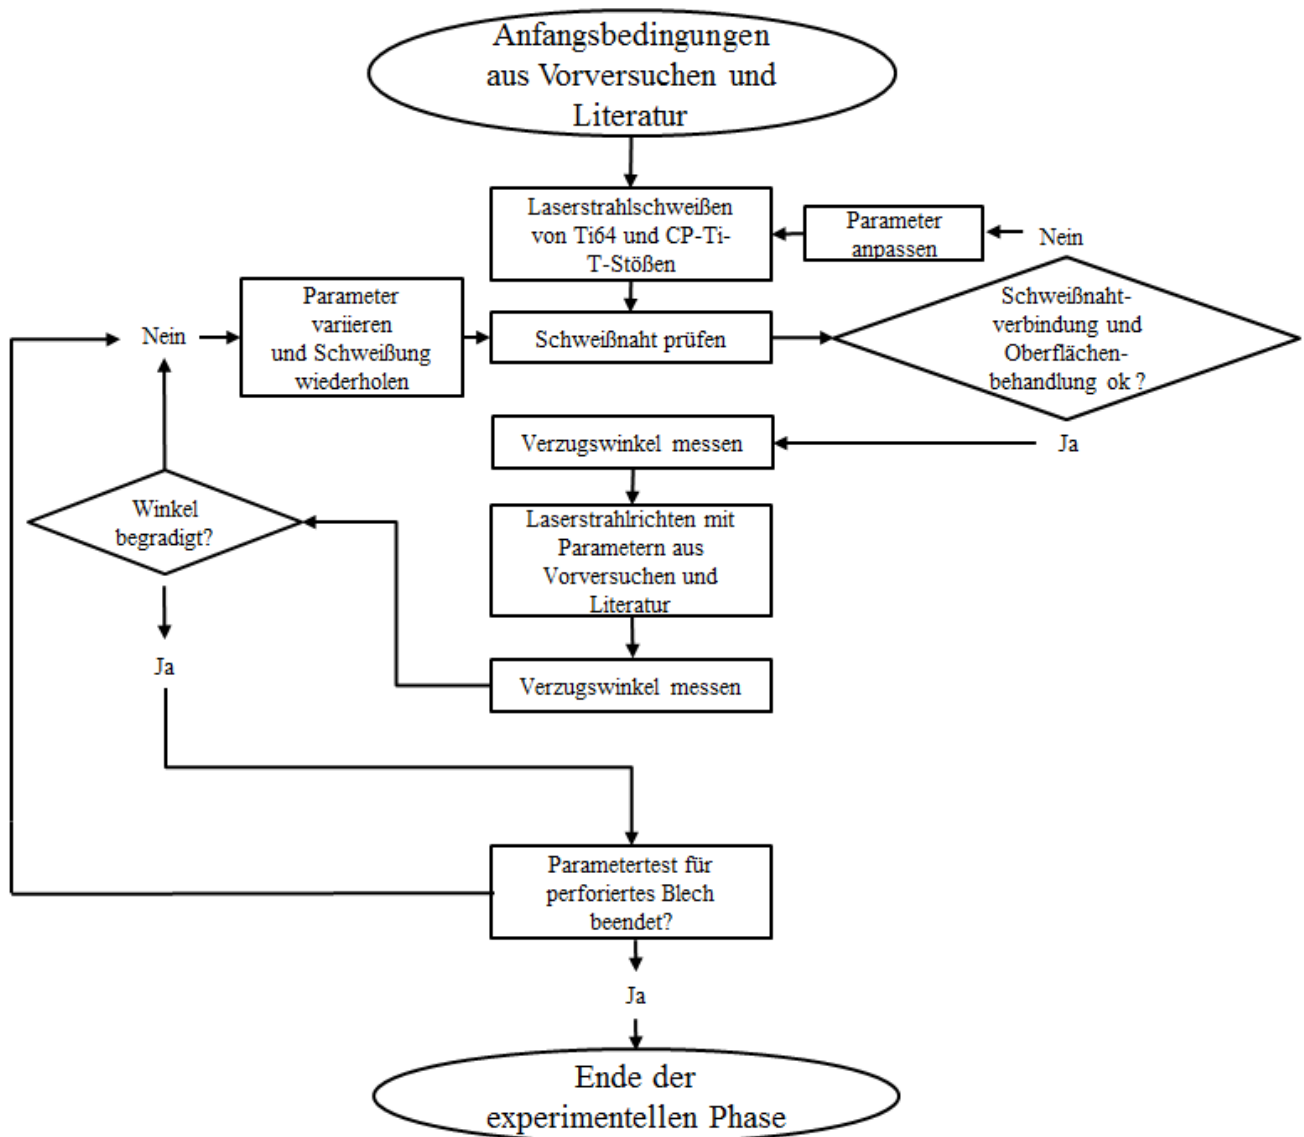 Anfangsbedingungen
aus Vorversuchen und
Literatur
Laserstrahlschweißen
von Ti64 und CP-Ti-
T-Stößen
Parameter
anpassen
Nein
Schweißnaht-
verbindung und
Oberflächen-
behandlung ok ?
Nein
Parameter
variieren
und Schweißung
wiederholen
Schweißnaht prüfen
Verzugswinkel messen
Ja
Winkel
begradigt?
Laserstrahlrichten mit
Parametern aus
Vorversuchen und
Literatur
Ja
Verzugswinkel messen
Parametertest für
perforiertes Blech
beendet?
Ja
Ende der
experimentellen Phase